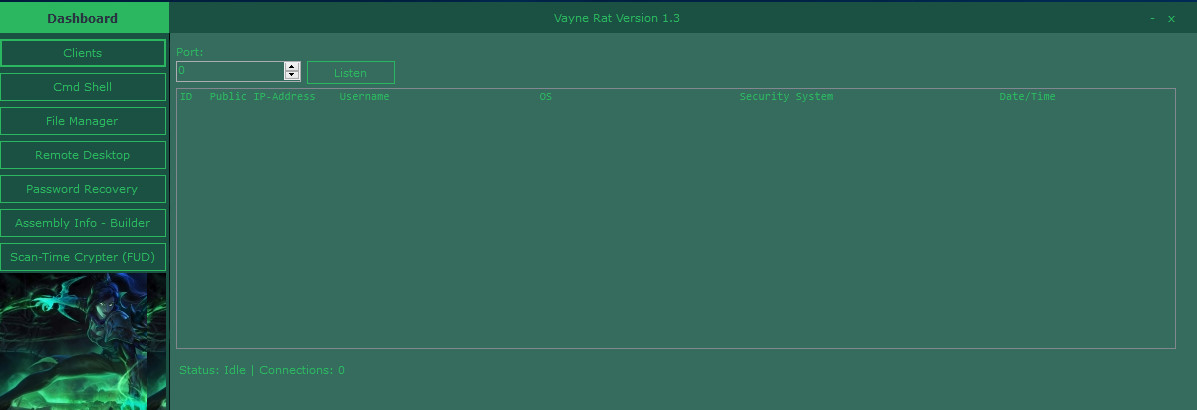 Dashboard
Vayne Rat Version 1.3
- x
Clients
Cmd Shell
File Manager
Remote Desktop
Password Recovery
Assembly Info - Builder
Scan-Time Crypter (FUD)
Port:
0
Listen
ID Public IP-Address Username OS Security System Date/Time
Status: Idle | Connections: 0